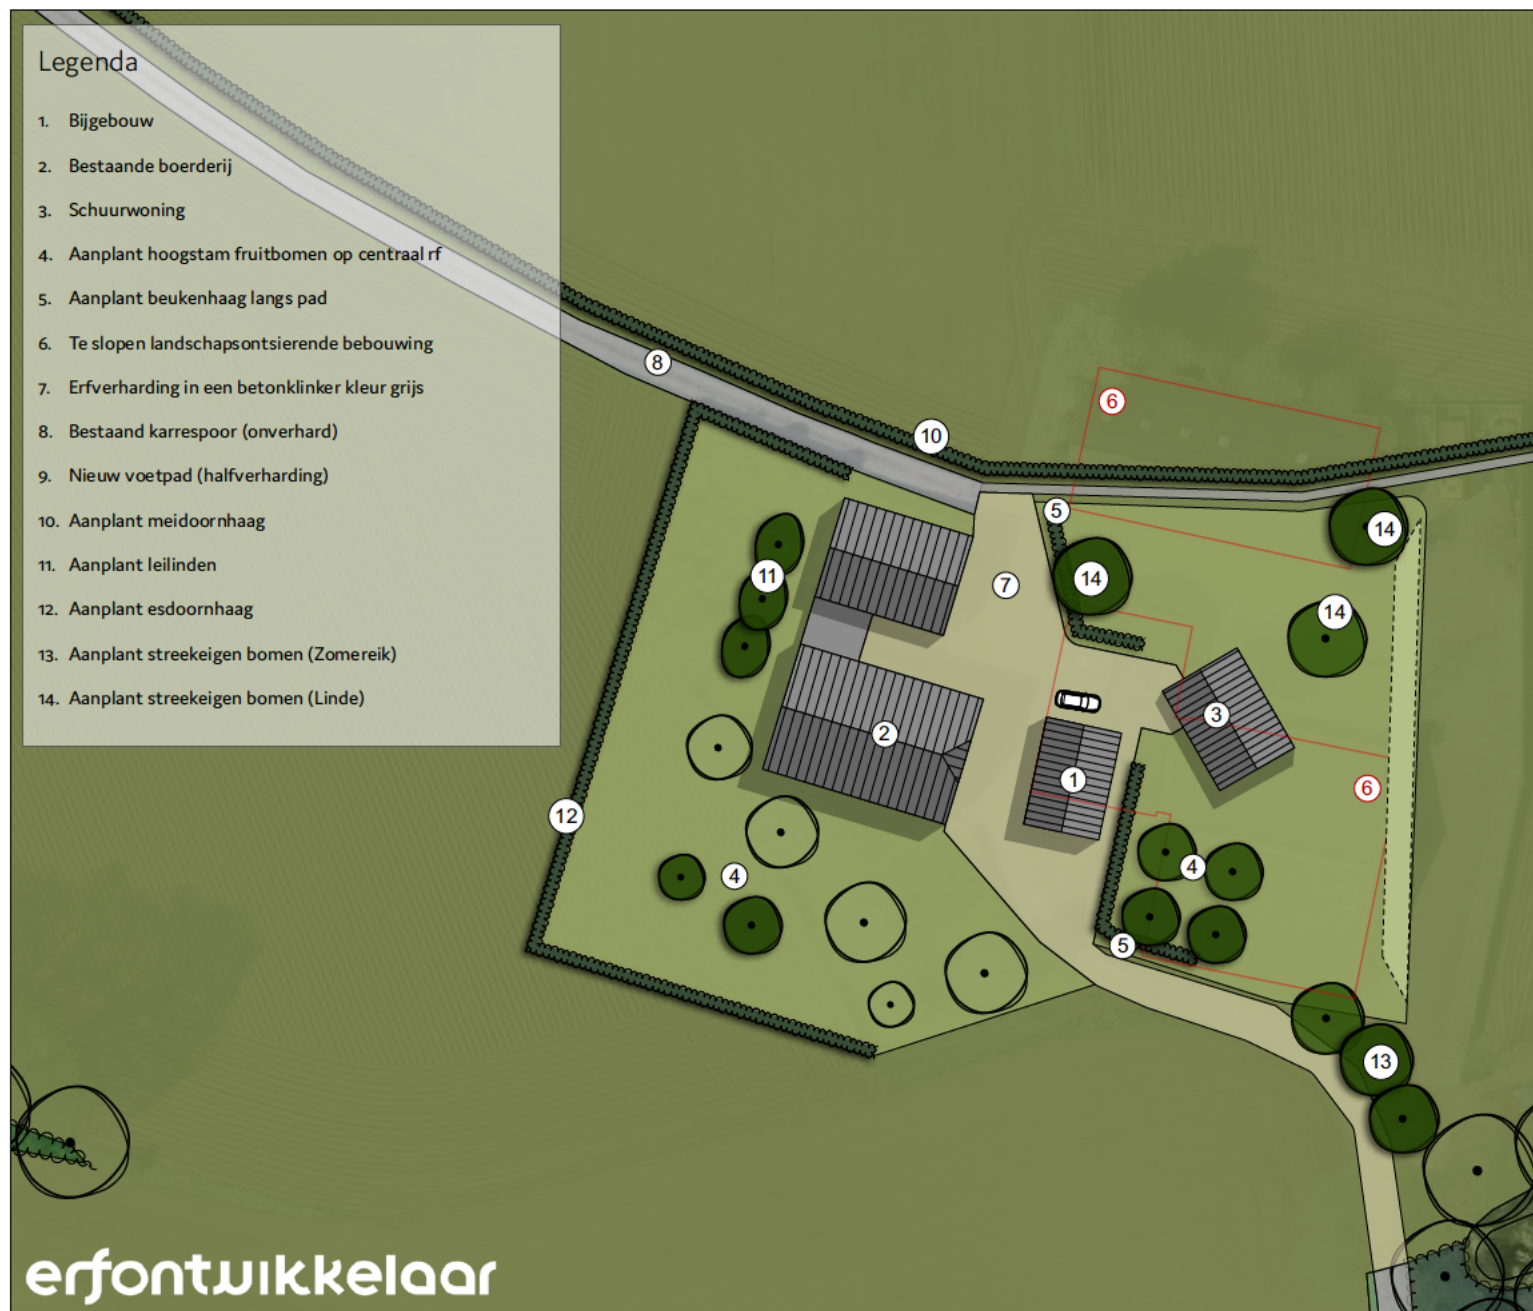 Legenda
1. Bijgebouw
2. Bestaande boerderij
3. Schuurwoning
4. Aanplant hoogstam fruitbomen op centraal rf
5. Aanplant beukenhaag langs pad
6. Te slopen landschapsontsierende bebouwing
7. Erfverharding in een betonklinker kleur grijs
8. Bestaand karrespoor (onverhard)
9. Nieuw voetpad (halfverharding)
10. Aanplant meidoornhaag
11. Aanplant leilinden
12. Aanplant esdoornhaag
13. Aanplant streekeigen bomen (Zomereik)
14. Aanplant streekeigen bomen (Linde)
8
6
10
5
14
14
11
7
14
3
2
1
6
12
4
4
5
13
erfontwikkelaar